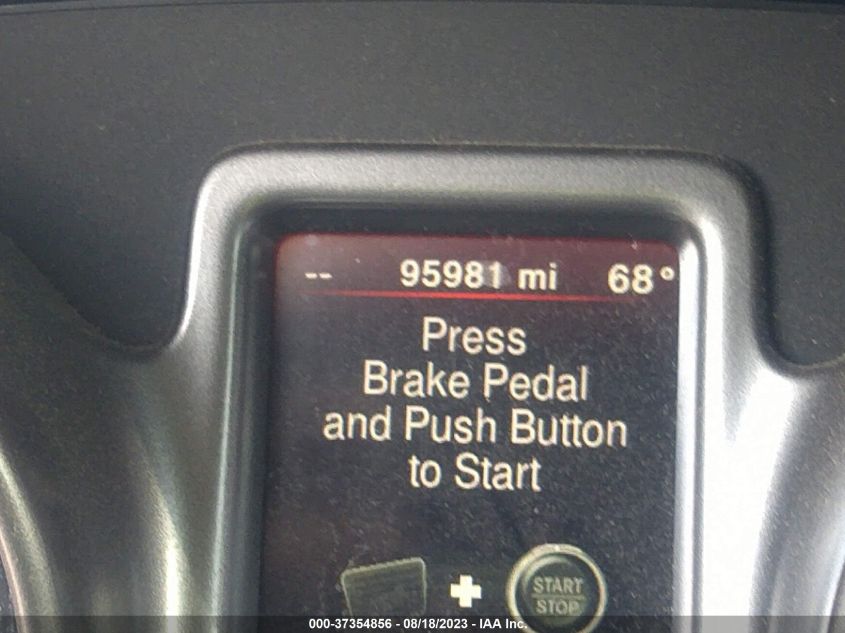 -- 95981 mi 68°
Press
Brake Pedal
and Push Button
to Start
START
STOP
000-37354856 - 08/18/2023 - IAA Inc.